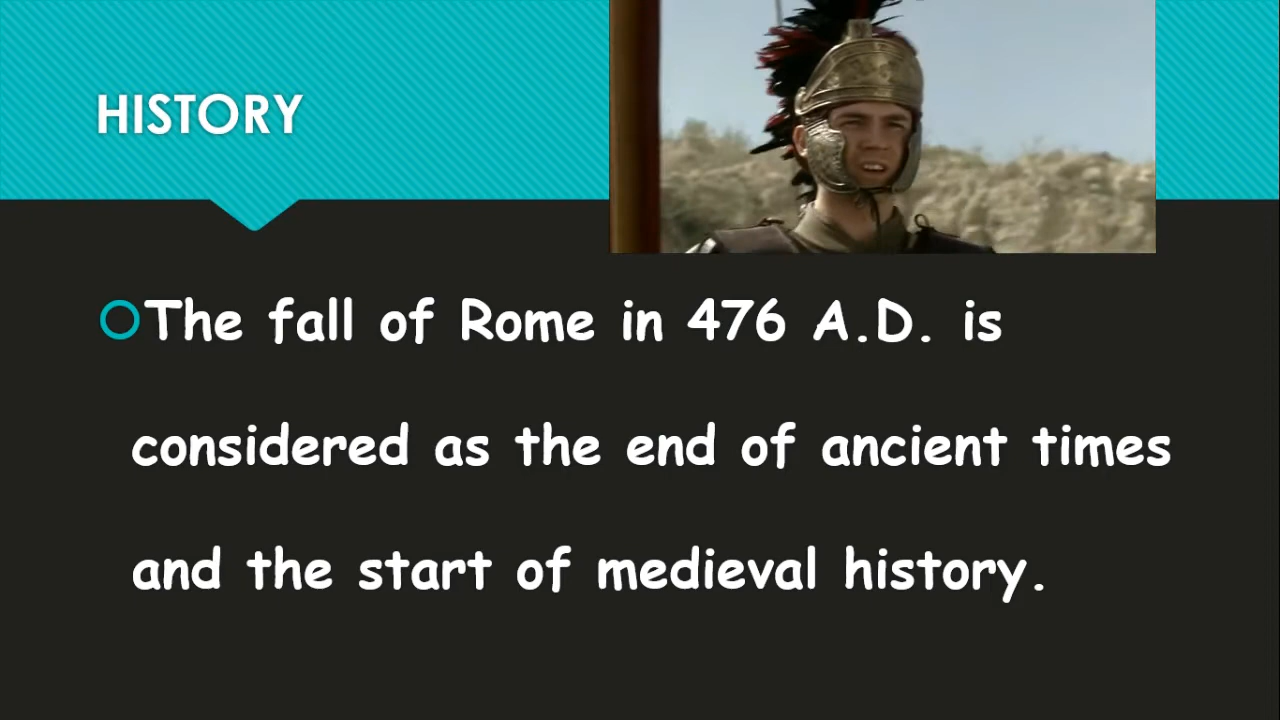 HISTORY
The fall of Rome in 476 A.D. is
considered as the end of ancient times
and the start of medieval history.